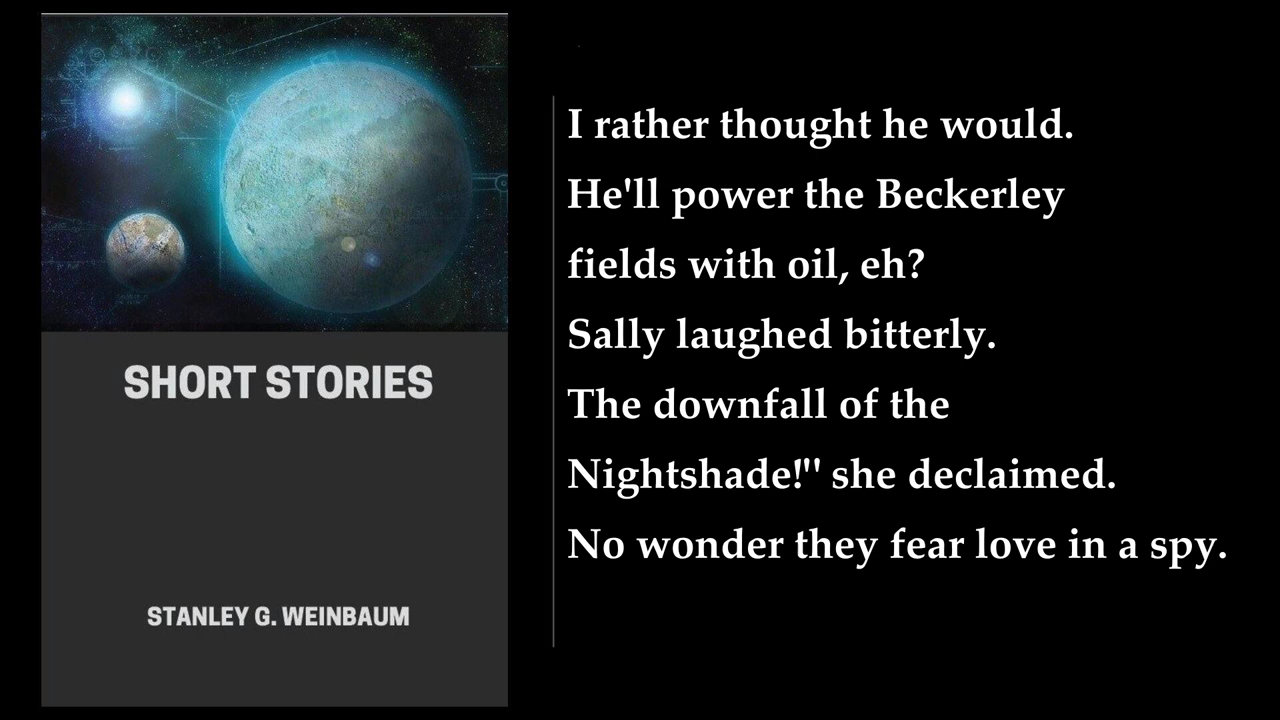 SHORT STORIES
STANLEY G. WEINBAUM
I rather thought he would.
He'll power the Beckerley
fields with oil, eh?
Sally laughed bitterly.
The downfall of the
Nightshade!" she declaimed.
No wonder they fear love in a spy.